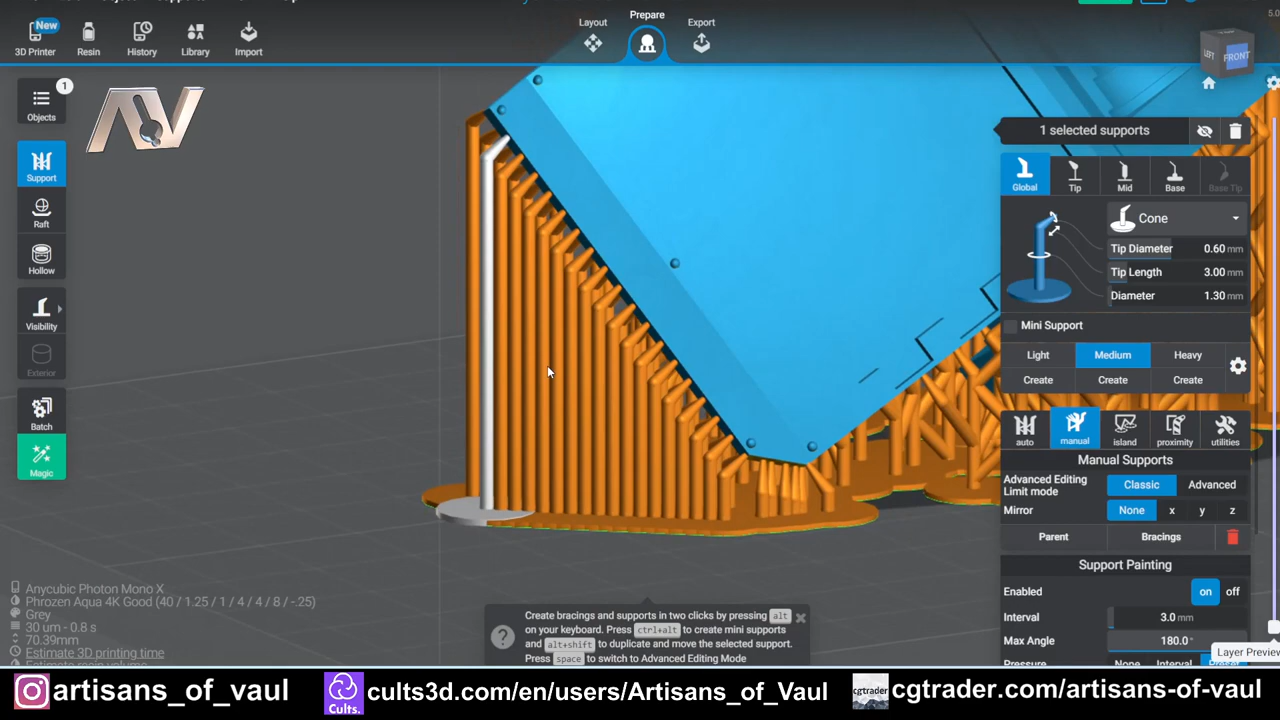 Layout
Prepare
Export
New
3D Printer
Resin
History
Library
Import
LEFT
FRONT
5.0
Objects
1
AV
Support
Raft
Hollow
Visibility
Exterior
Batch
Magic
1 selected supports
Global
Tip
Mid
Base
Base Tip
Cone
Tip Diameter 0.60 mm
Tip Length 3.00 mm
Diameter 1.30 mm
Mini Support
Light Medium Heavy
Create Create Create
auto manual island proximity utilities
Manual Supports
Advanced Editing
Limit mode
Classic Advanced
Mirror None x y z
Parent Bracings
Support Painting
Enabled on off
Interval 3.0 mm
Max Angle 180.0°
Layer Preview
Anycubic Photon Mono X
Phrozen Aqua 4K Good (40 / 1.25 / 1 / 4 / 4 / 8 / -.25)
Grey
30 um - 0.8 s
70.39mm
Estimate 3D printing time
Estimate resin volume
Create bracings and supports in two clicks by pressing alt
on your keyboard. Press ctrl+alt to create mini supports
and alt+shift to duplicate and move the selected support.
Press space to switch to Advanced Editing Mode
artisans_of_vaul
Cults.
cults3d.com/en/users/Artisans_of_Vaul
cgtrader
cgtrader.com/artisans-of-vaul